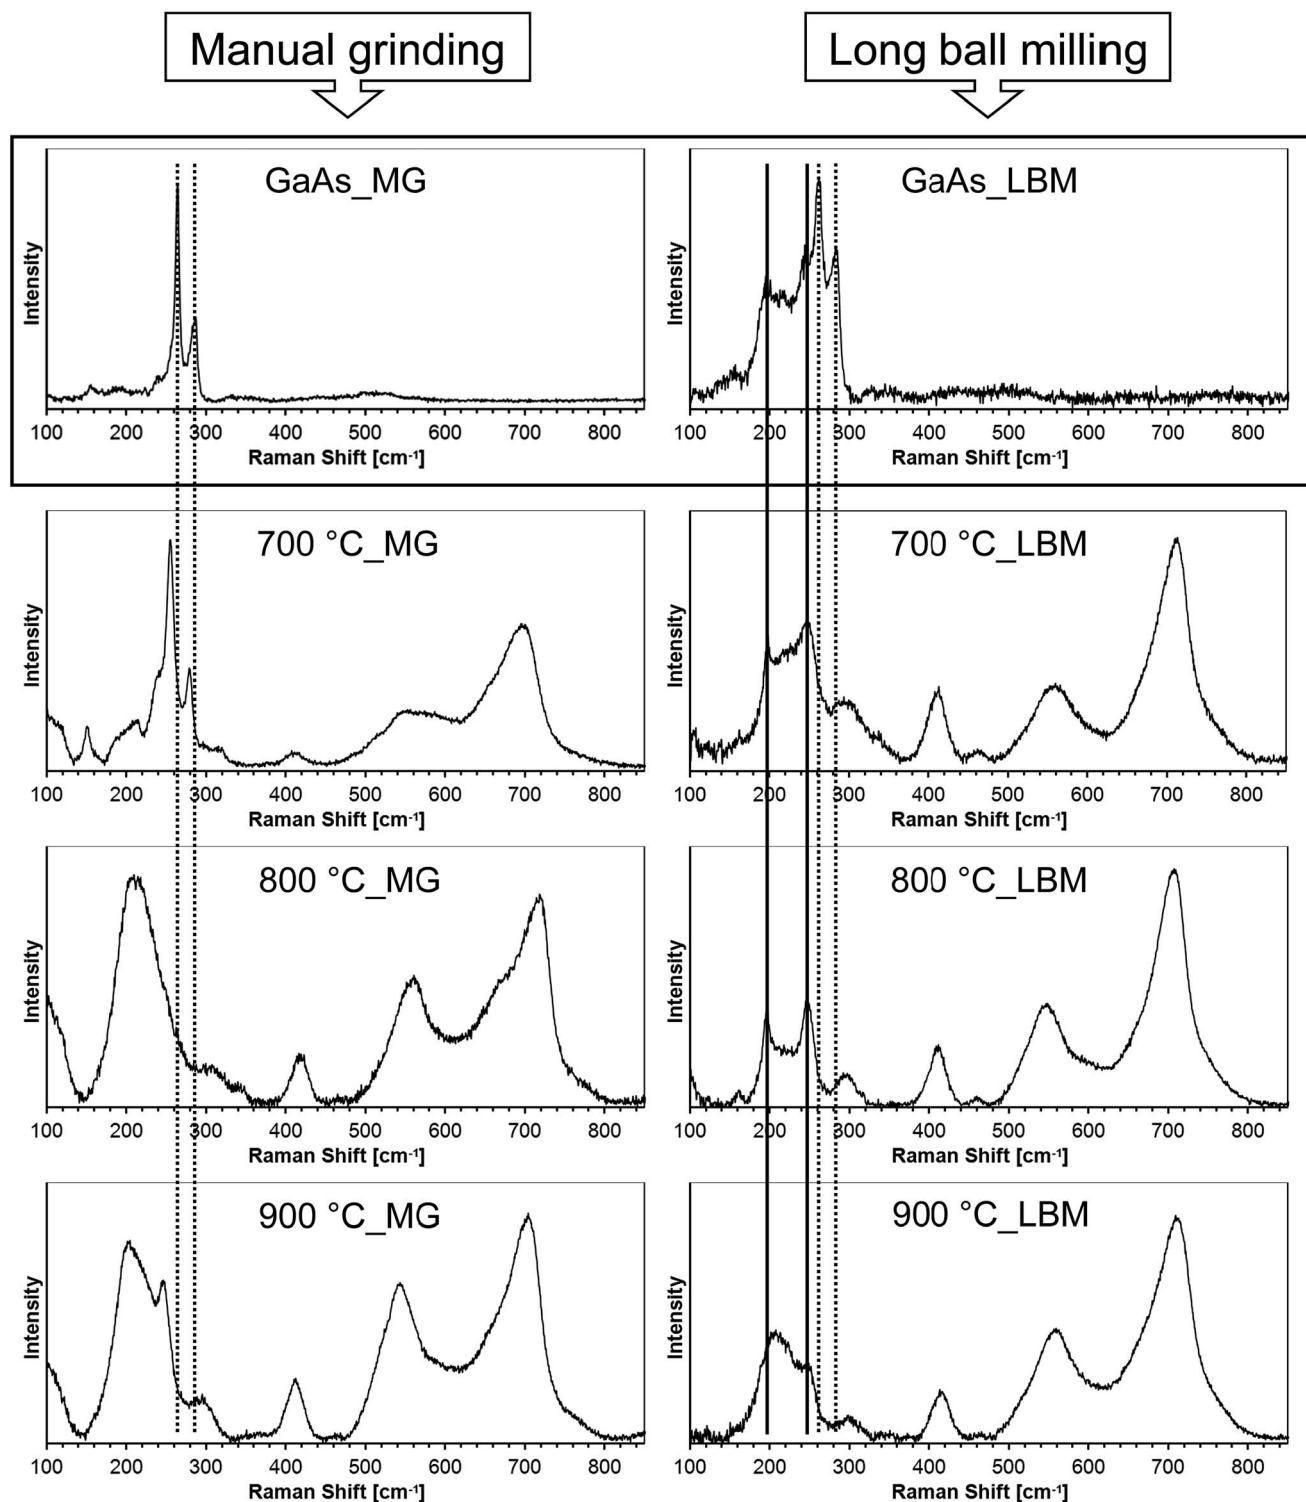 Manual grinding
Long ball milling
GaAs_MG
Intensity
100 200 300 400 500 600 700 800
Raman Shift [cm⁻¹]
GaAs_LBM
Intensity
100 200 300 400 500 600 700 800
Raman Shift [cm⁻¹]
700 °C_MG
Intensity
100 200 300 400 500 600 700 800
Raman Shift [cm⁻¹]
700 °C_LBM
Intensity
100 200 300 400 500 600 700 800
Raman Shift [cm⁻¹]
800 °C_MG
Intensity
100 200 300 400 500 600 700 800
Raman Shift [cm⁻¹]
800 °C_LBM
Intensity
100 200 300 400 500 600 700 800
Raman Shift [cm⁻¹]
900 °C_MG
Intensity
100 200 300 400 500 600 700 800
Raman Shift [cm⁻¹]
900 °C_LBM
Intensity
100 200 300 400 500 600 700 800
Raman Shift [cm⁻¹]